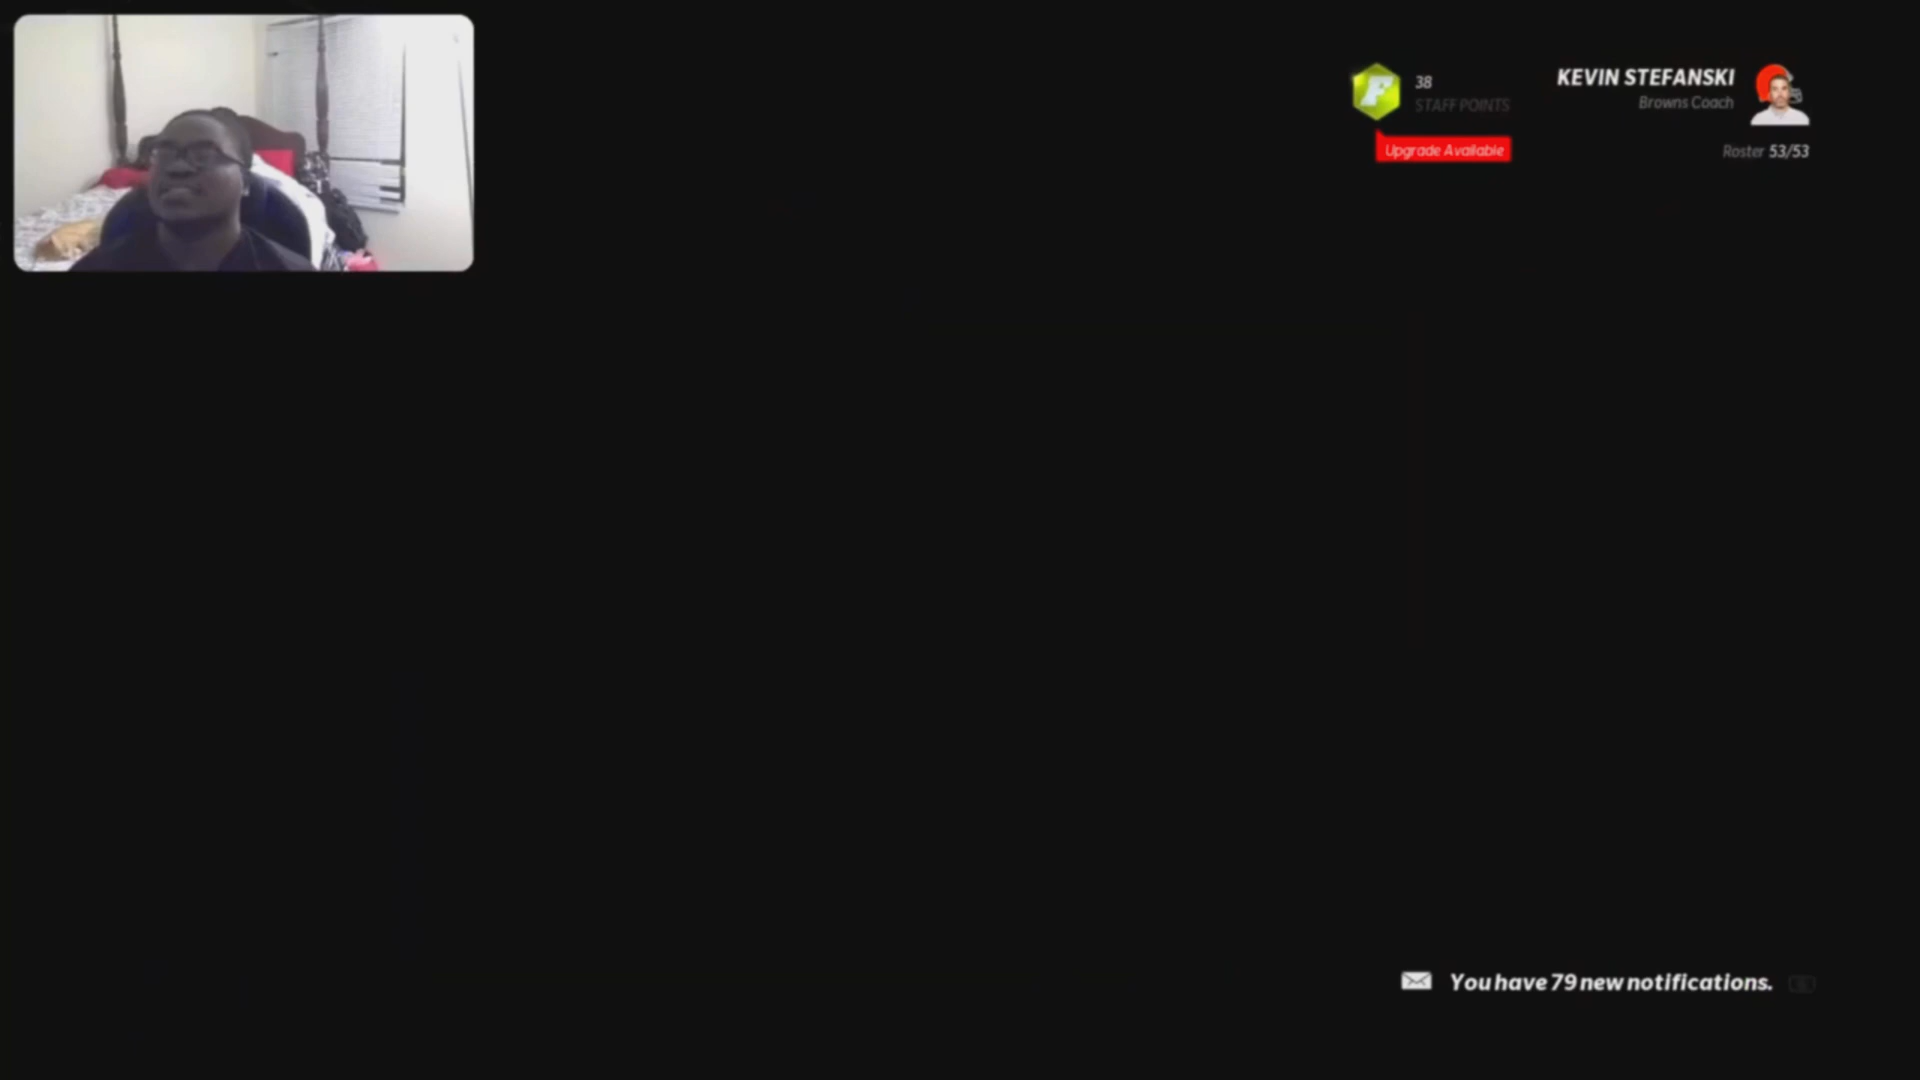 38
STAFF POINTS
Upgrade Available
KEVIN STEFANSKI
Browns Coach
Roster 53/53
You have 79 new notifications.